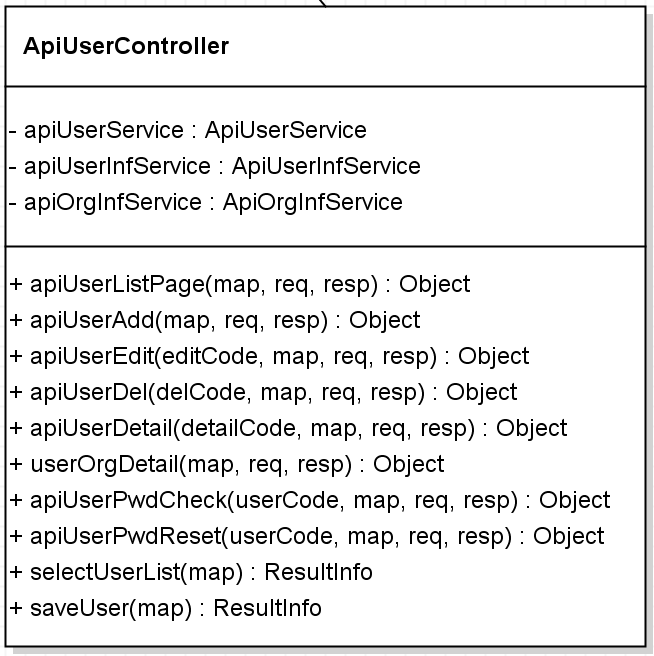 ApiUserController
- apiUserService : ApiUserService
- apiUserInfService : ApiUserInfService
- apiOrgInfService : ApiOrgInfService
+ apiUserListPage(map, req, resp) : Object
+ apiUserAdd(map, req, resp) : Object
+ apiUserEdit(editCode, map, req, resp) : Object
+ apiUserDel(delCode, map, req, resp) : Object
+ apiUserDetail(detailCode, map, req, resp) : Object
+ userOrgDetail(map, req, resp) : Object
+ apiUserPwdCheck(userCode, map, req, resp) : Object
+ apiUserPwdReset(userCode, map, req, resp) : Object
+ selectUserList(map) : ResultInfo
+ saveUser(map) : ResultInfo